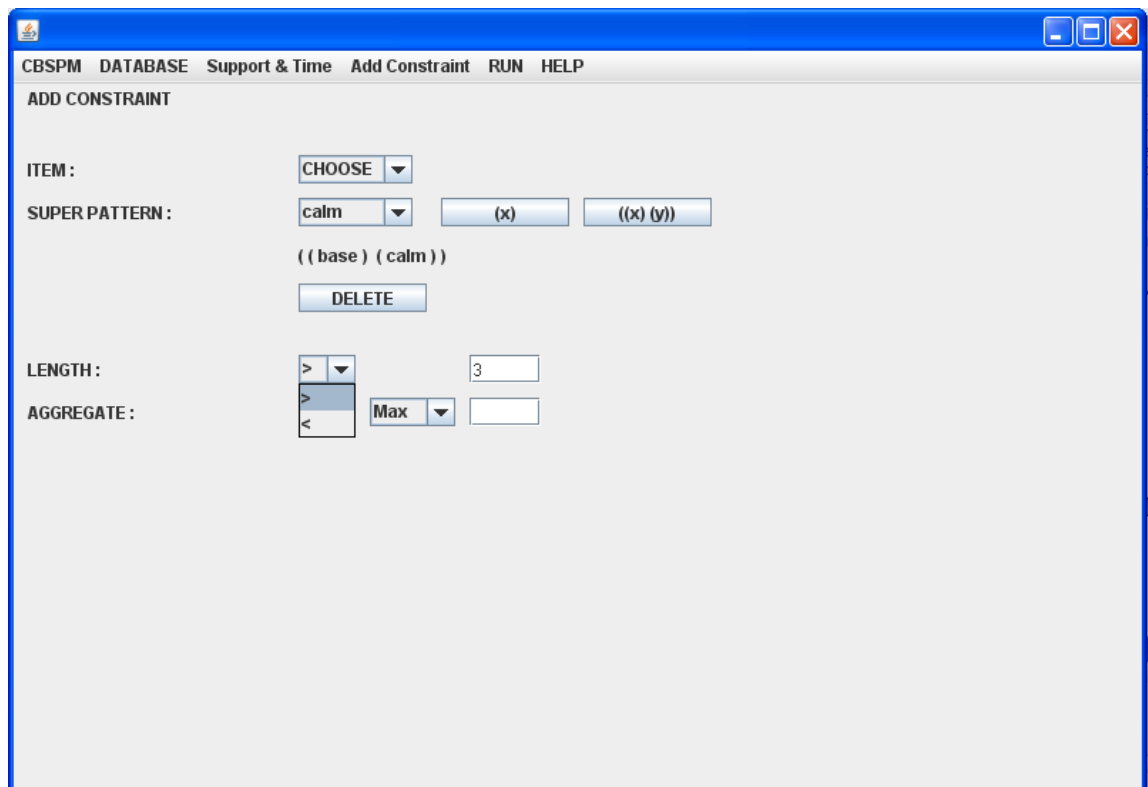 CBSPM DATABASE Support & Time Add Constraint RUN HELP
ADD CONSTRAINT
ITEM : CHOOSE
SUPER PATTERN : calm (x) ((x) (y))
( ( base ) ( calm ) )
DELETE
LENGTH : > 3
>
AGGREGATE : Max
<